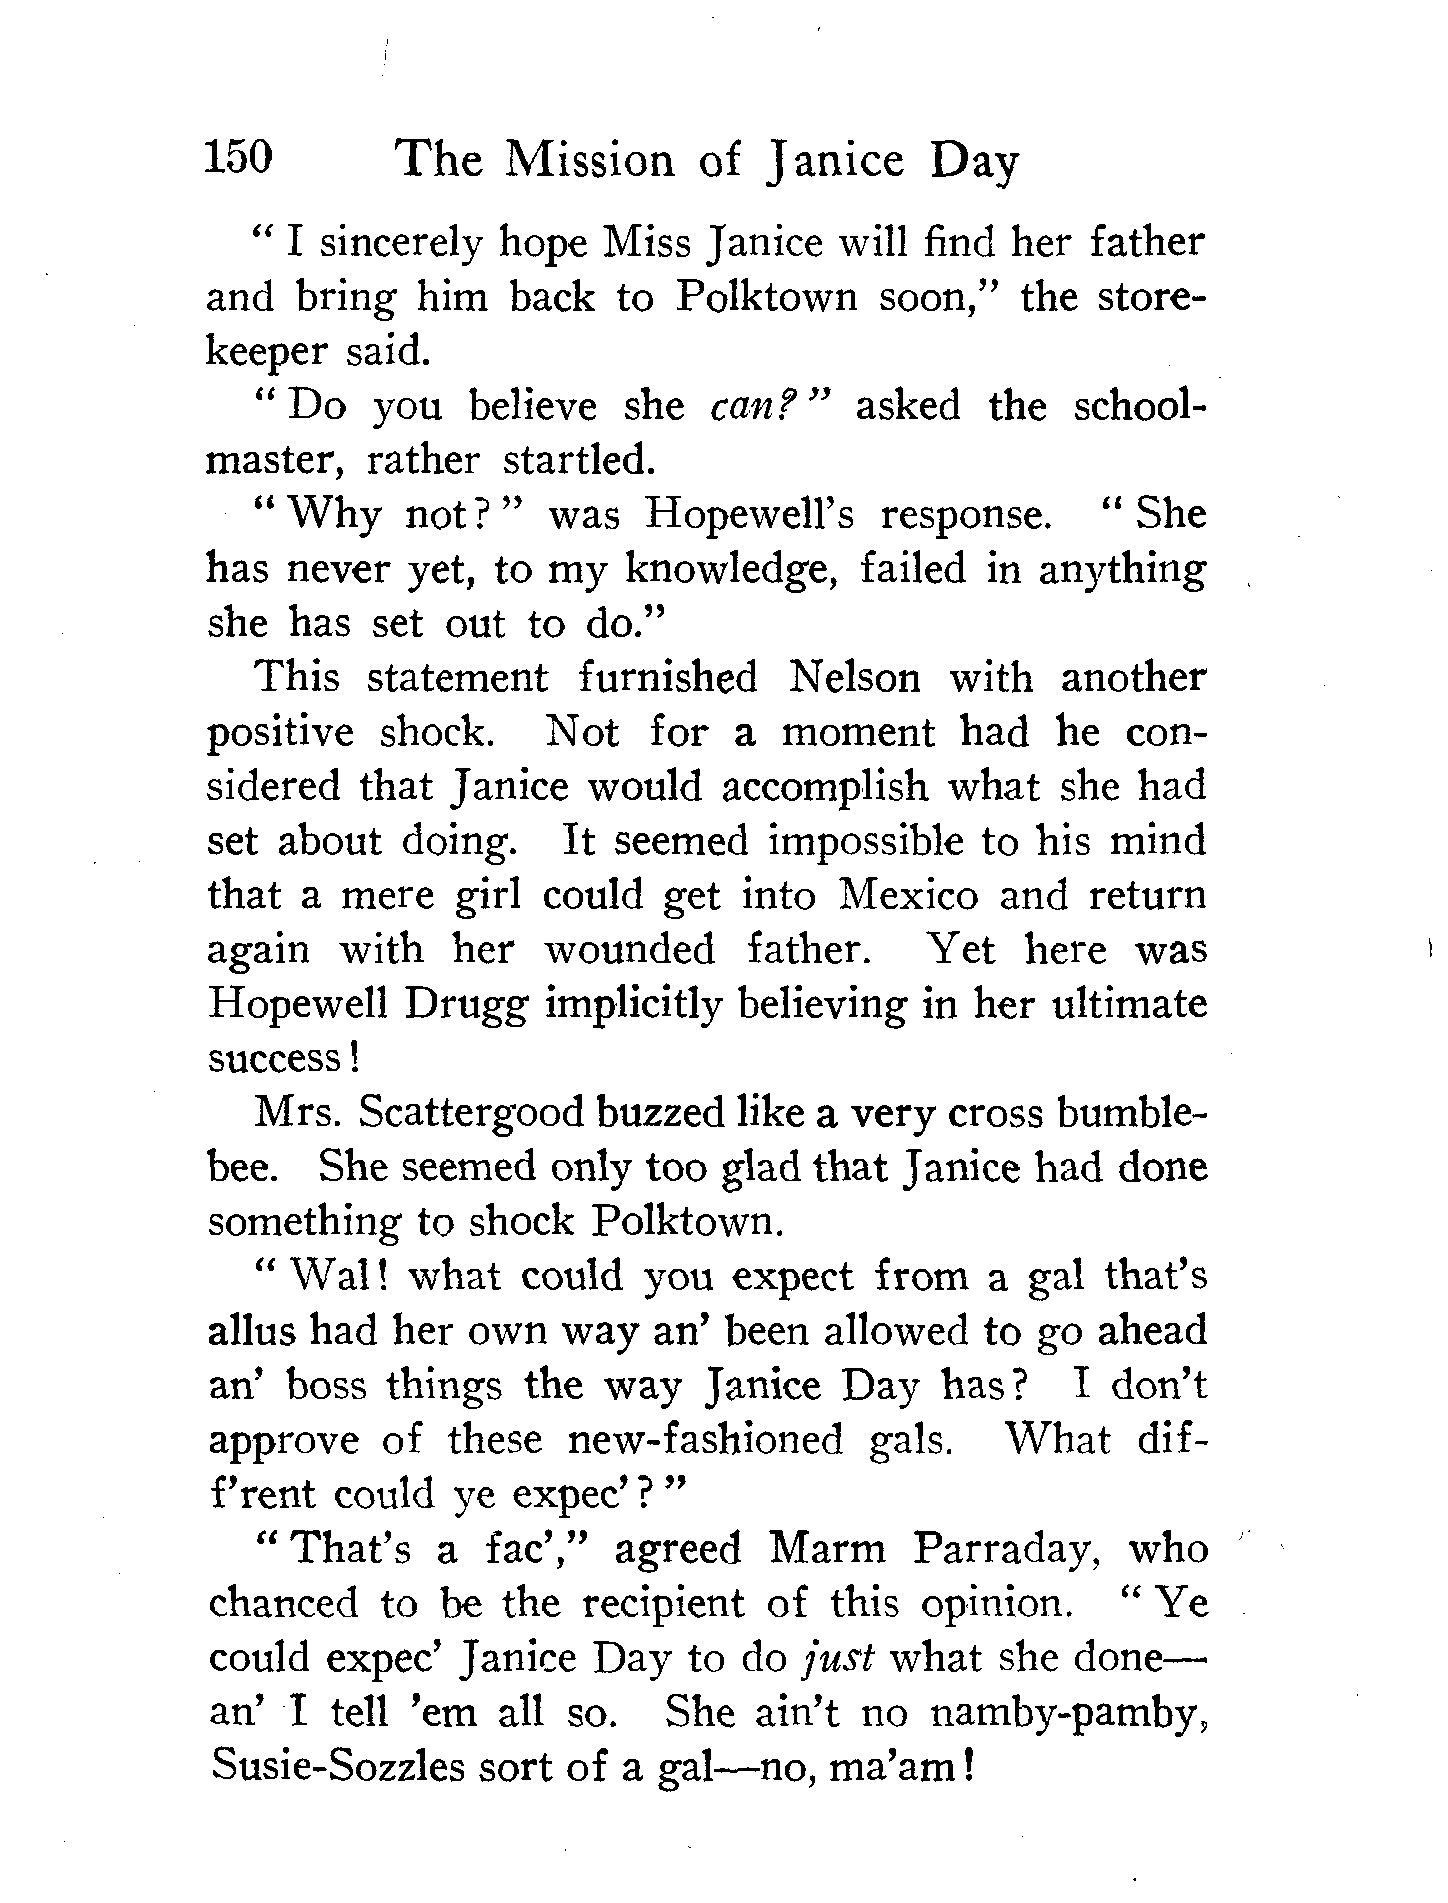 150 The Mission of Janice Day
" I sincerely hope Miss Janice will find her father
and bring him back to Polktown soon," the store-
keeper said.
" Do you believe she can? " asked the school-
master, rather startled.
" Why not? " was Hopewell's response. " She
has never yet, to my knowledge, failed in anything
she has set out to do."
This statement furnished Nelson with another
positive shock. Not for a moment had he con-
sidered that Janice would accomplish what she had
set about doing. It seemed impossible to his mind
that a mere girl could get into Mexico and return
again with her wounded father. Yet here was
Hopewell Drugg implicitly believing in her ultimate
success!
Mrs. Scattergood buzzed like a very cross bumble-
bee. She seemed only too glad that Janice had done
something to shock Polktown.
" Wal! what could you expect from a gal that's
allus had her own way an' been allowed to go ahead
an' boss things the way Janice Day has? I don't
approve of these new-fashioned gals. What dif-
f'rent could ye expec'? "
" That's a fac'," agreed Marm Parraday, who
chanced to be the recipient of this opinion. " Ye
could expec' Janice Day to do just what she done—
an' I tell 'em all so. She ain't no namby-pamby,
Susie-Sozzles sort of a gal—no, ma'am!